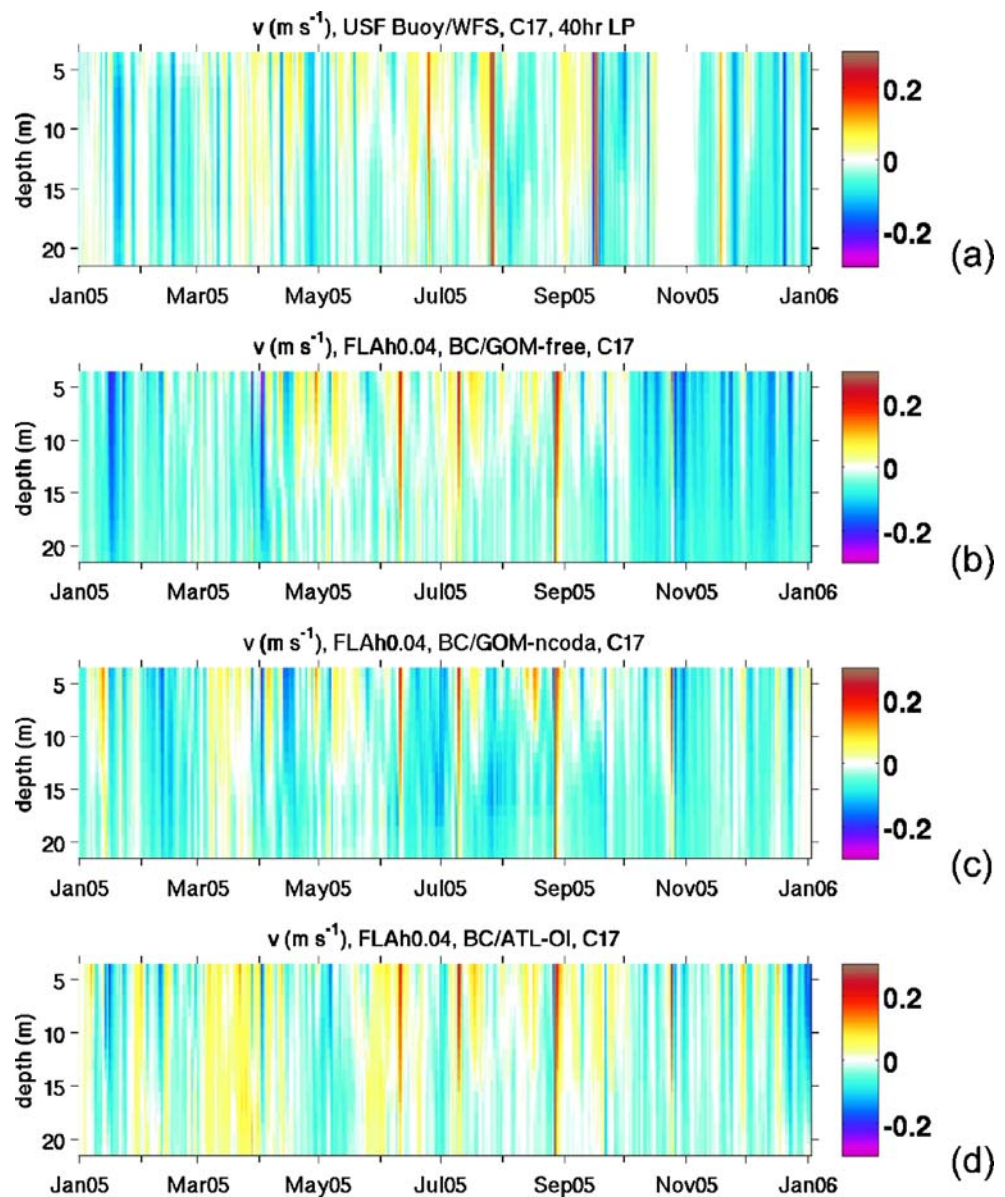 v (m s-1), USF Buoy/WFS, C17, 40hr LP
depth (m)
5
10
15
20
Jan05 Mar05 May05 Jul05 Sep05 Nov05 Jan06
0.2
0
-0.2
(a)
v (m s-1), FLAh0.04, BC/GOM-free, C17
depth (m)
5
10
15
20
Jan05 Mar05 May05 Jul05 Sep05 Nov05 Jan06
0.2
0
-0.2
(b)
v (m s-1), FLAh0.04, BC/GOM-ncoda, C17
depth (m)
5
10
15
20
Jan05 Mar05 May05 Jul05 Sep05 Nov05 Jan06
0.2
0
-0.2
(c)
v (m s-1), FLAh0.04, BC/ATL-OI, C17
depth (m)
5
10
15
20
Jan05 Mar05 May05 Jul05 Sep05 Nov05 Jan06
0.2
0
-0.2
(d)